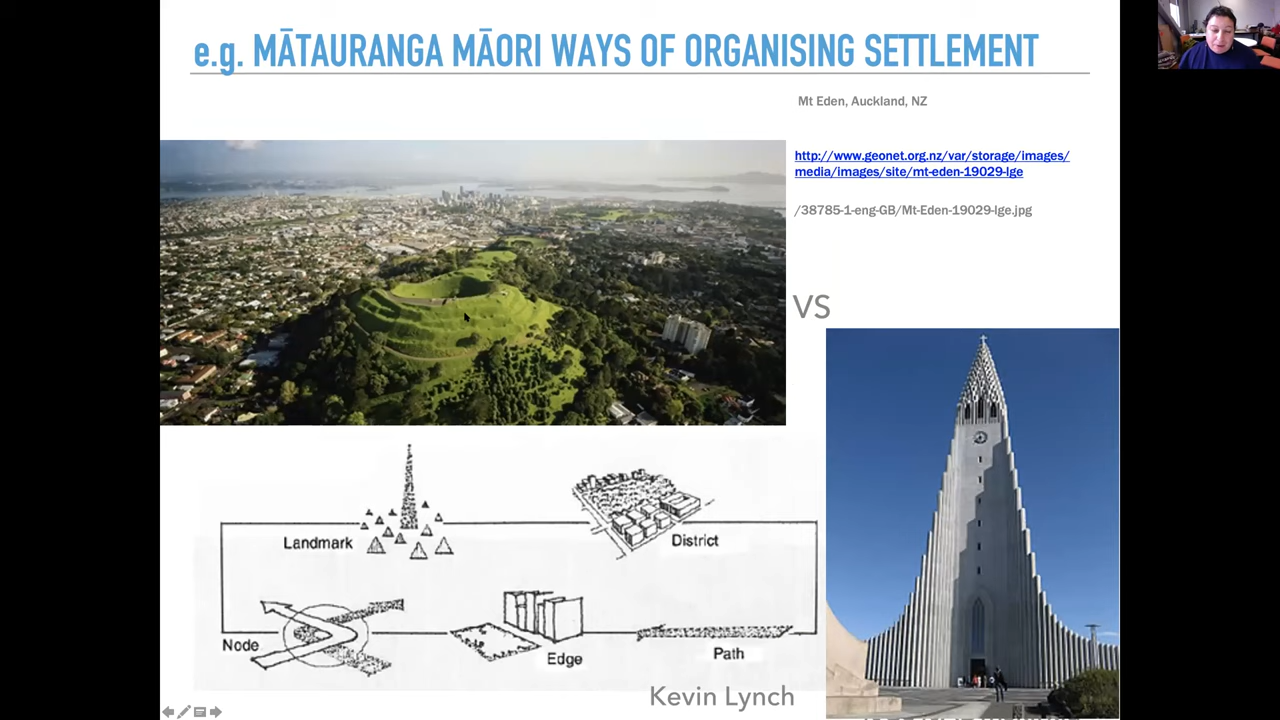 e.g. MĀTAURANGA MĀORI WAYS OF ORGANISING SETTLEMENT
Mt Eden, Auckland, NZ
http://www.geonet.org.nz/var/storage/images/
media/images/site/mt-eden-19029-lge
/38785-1-eng-GB/Mt-Eden-19029-lge.jpg
VS
Landmark
District
Node
Edge
Path
Kevin Lynch